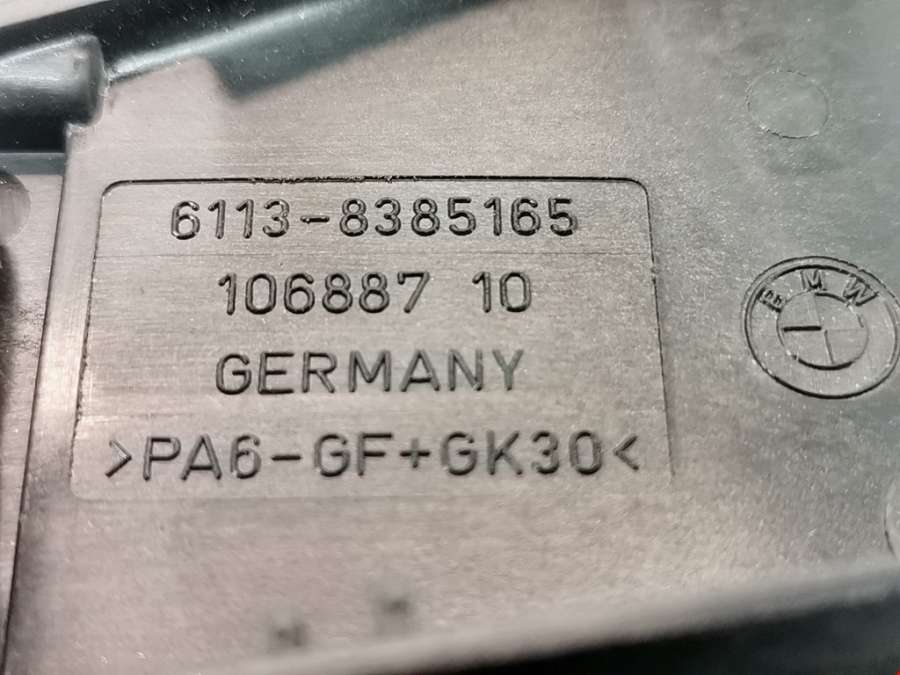 6113-8385165
106887 10
GERMANY
>PA6-GF+GK30<
BMW